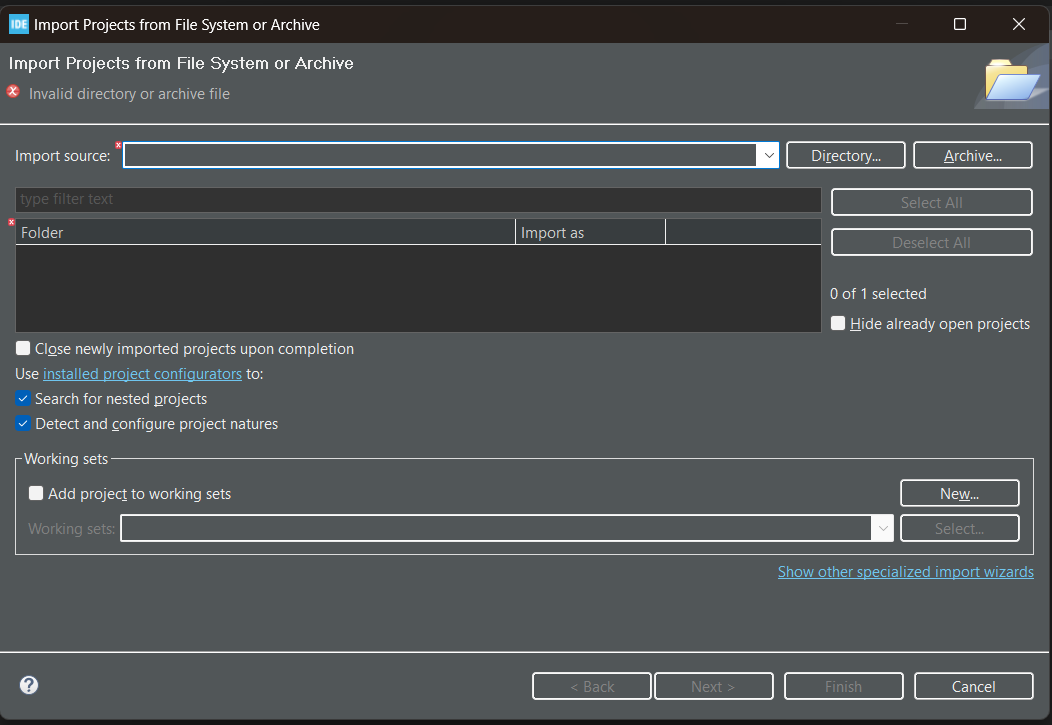 IDE Import Projects from File System or Archive
Import Projects from File System or Archive
Invalid directory or archive file
Import source: Directory... Archive...
type filter text Select All
Folder Import as
Deselect All
0 of 1 selected
Hide already open projects
Close newly imported projects upon completion
Use installed project configurators to:
Search for nested projects
Detect and configure project natures
Working sets
Add project to working sets New...
Working sets: Select...
Show other specialized import wizards
? < Back Next > Finish Cancel